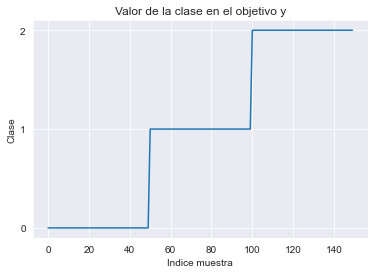 Valor de la clase en el objetivo y
2
1
0
Clase
0 20 40 60 80 100 120 140
Indice muestra